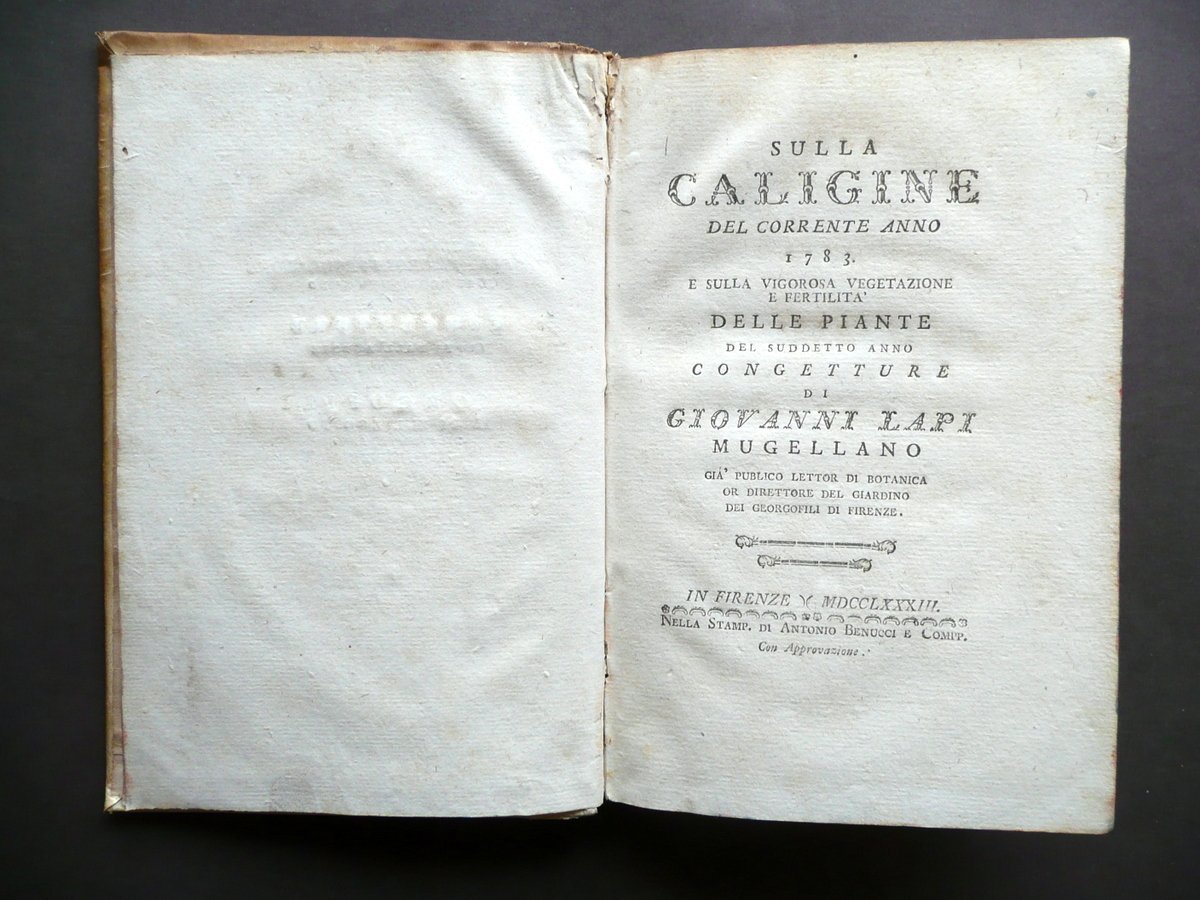 SULLA
CALIGINE
DEL CORRENTE ANNO
1783.
E SULLA VIGOROSA VEGETAZIONE
E FERTILITA'
DELLE PIANTE
DEL SUDDETTO ANNO
CONGETTURE
DI
GIOVANNI LAPI
MUGELLANO
GIA' PUBLICO LETTOR DI BOTANICA
OR DIRETTORE DEL GIARDINO
DEI GEORGOFILI DI FIRENZE.
IN FIRENZE )( MDCCLXXXIII.
NELLA STAMP. DI ANTONIO BENUCCI E COMPP.
Con Approvazione.